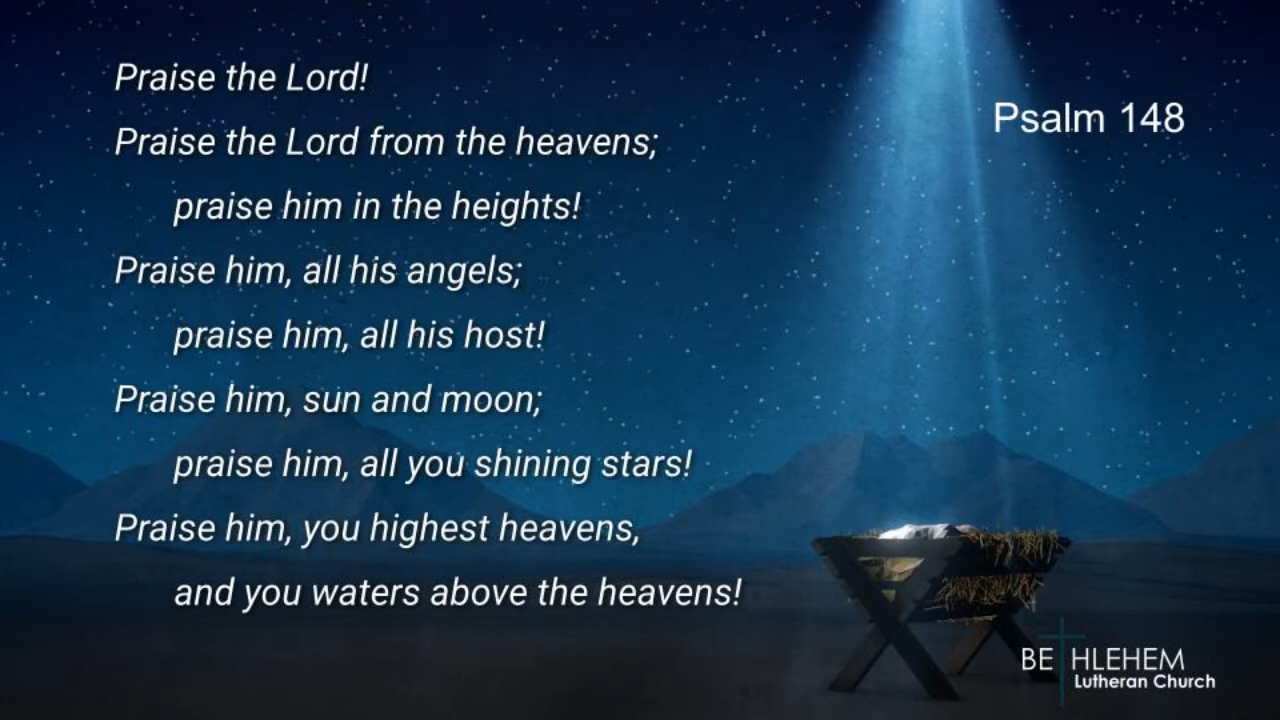 Praise the Lord!
Praise the Lord from the heavens;
praise him in the heights!
Praise him, all his angels;
praise him, all his host!
Praise him, sun and moon;
praise him, all you shining stars!
Praise him, you highest heavens,
and you waters above the heavens!
Psalm 148
BETHLEHEM
Lutheran Church